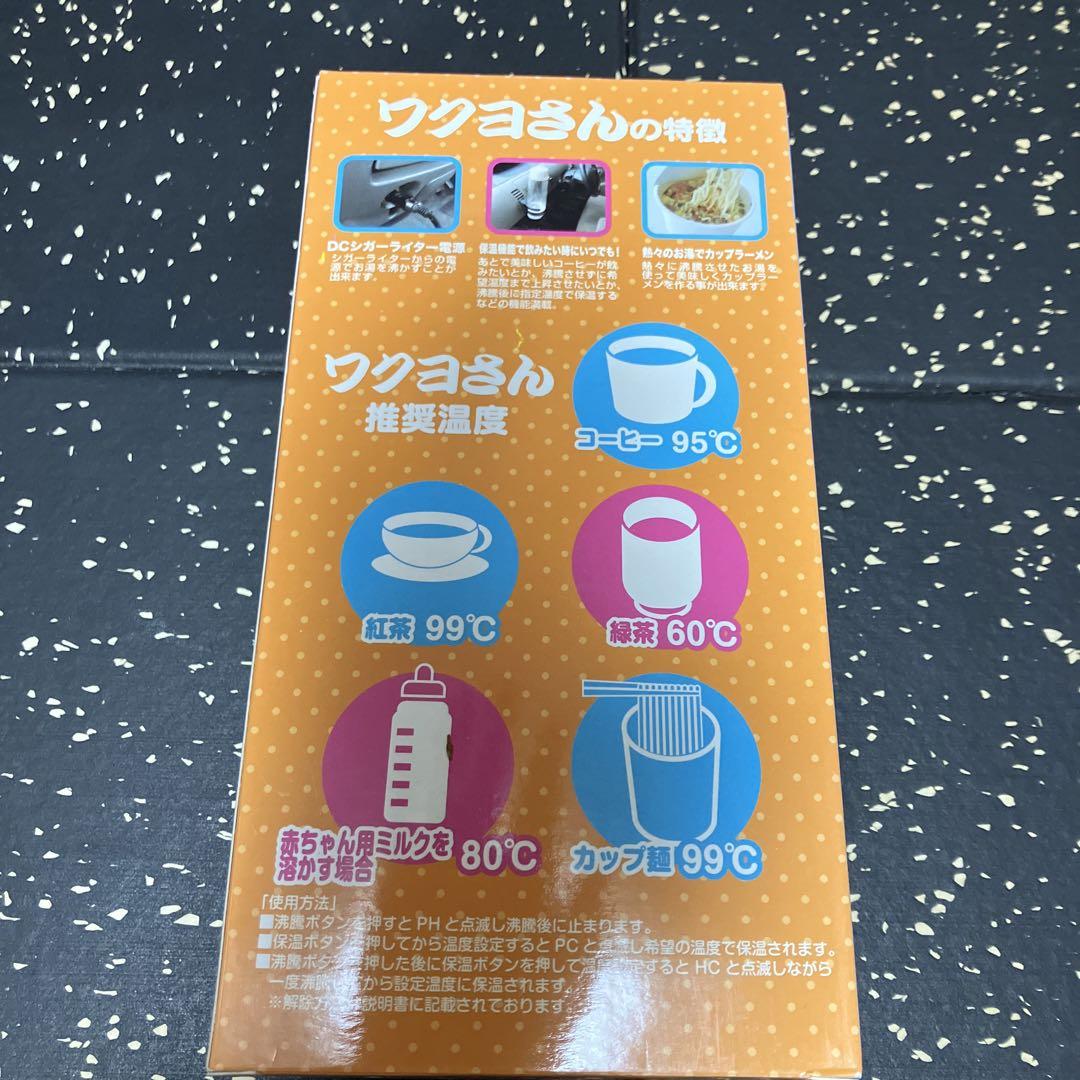 ワクヨさんの特徴
DCシガーライター電源
シガーライターからの電
源でお湯を沸かすことが
出来ます。
保温機能で飲みたい時にいつでも!
あとで美味しいコーヒーが飲
みたいとか、沸騰させずに希
望温度まで上昇させたいとか、
沸騰後に指定温度で保温する
などの機能満載。
熱々のお湯でカップラーメン
熱々に沸騰させたお湯を
使って美味しくカップラー
メンを作る事が出来ます。
ワクヨさん
推奨温度
コーヒー 95℃
紅茶 99℃
緑茶 60℃
赤ちゃん用ミルクを
溶かす場合
80℃
カップ麺 99℃
「使用方法」
■沸騰ボタンを押すと PH と点滅し沸騰後に止まります。
■保温ボタンを押してから温度設定すると PC と点滅し希望の温度で保温されます。
■沸騰ボタンを押した後に保温ボタンを押して温度設定すると HC と点滅しながら
一度沸騰してから設定温度に保温されます。
※解除方法は説明書に記載されております。